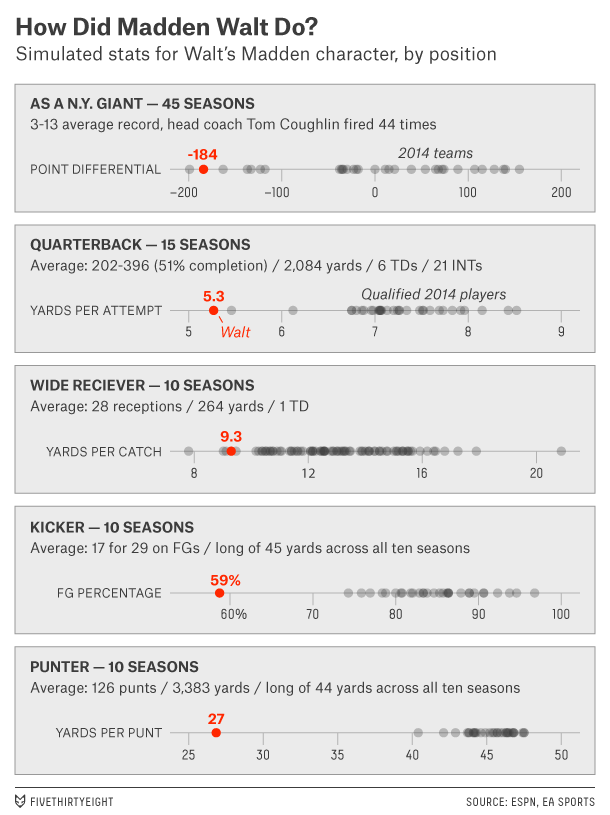 How Did Madden Walt Do?
Simulated stats for Walt's Madden character, by position
AS A N.Y. GIANT — 45 SEASONS
3-13 average record, head coach Tom Coughlin fired 44 times
-184
2014 teams
POINT DIFFERENTIAL
−200 −100 0 100 200
QUARTERBACK — 15 SEASONS
Average: 202-396 (51% completion) / 2,084 yards / 6 TDs / 21 INTs
5.3
Qualified 2014 players
YARDS PER ATTEMPT
Walt
5 6 7 8 9
WIDE RECIEVER — 10 SEASONS
Average: 28 receptions / 264 yards / 1 TD
9.3
YARDS PER CATCH
8 12 16 20
KICKER — 10 SEASONS
Average: 17 for 29 on FGs / long of 45 yards across all ten seasons
59%
FG PERCENTAGE
60% 70 80 90 100
PUNTER — 10 SEASONS
Average: 126 punts / 3,383 yards / long of 44 yards across all ten seasons
27
YARDS PER PUNT
25 30 35 40 45 50
FIVETHIRTYEIGHT
SOURCE: ESPN, EA SPORTS